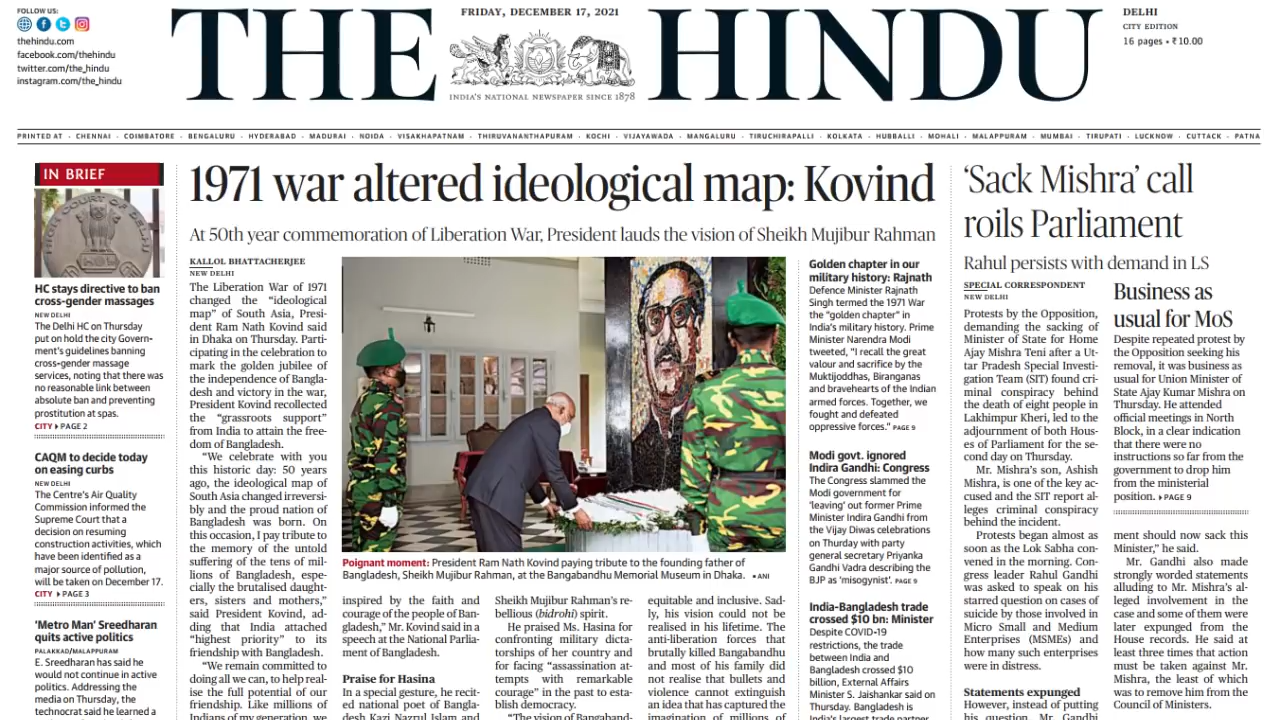 FOLLOW US:
thehindu.com
facebook.com/thehindu
twitter.com/the_hindu
instagram.com/the_hindu
FRIDAY, DECEMBER 17, 2021
THE HINDU
INDIA'S NATIONAL NEWSPAPER SINCE 1878
DELHI
CITY EDITION
16 pages • ₹10.00
PRINTED AT · CHENNAI · COIMBATORE · BENGALURU · HYDERABAD · MADURAI · NOIDA · VISAKHAPATNAM · THIRUVANANTHAPURAM · KOCHI · VIJAYAWADA · MANGALURU · TIRUCHIRAPALLI · KOLKATA · HUBBALLI · MOHALI · MALAPPURAM · MUMBAI · TIRUPATI · LUCKNOW · CUTTACK · PATNA
IN BRIEF
HIGH COURT OF DELHI
HC stays directive to ban
cross-gender massages
NEW DELHI
The Delhi HC on Thursday
put on hold the city Govern-
ment's guidelines banning
cross-gender massage
services, noting that there was
no reasonable link between
absolute ban and preventing
prostitution at spas.
CITY ▸ PAGE 2
CAQM to decide today
on easing curbs
NEW DELHI
The Centre's Air Quality
Commission informed the
Supreme Court that a
decision on resuming
construction activities, which
have been identified as a
major source of pollution,
will be taken on December 17.
CITY ▸ PAGE 3
'Metro Man' Sreedharan
quits active politics
PALAKKAD/MALAPPURAM
E. Sreedharan has said he
would not continue in active
politics. Addressing the
media on Thursday, the
technocrat said he learned a
1971 war altered ideological map: Kovind
At 50th year commemoration of Liberation War, President lauds the vision of Sheikh Mujibur Rahman
KALLOL BHATTACHERJEE
NEW DELHI
The Liberation War of 1971
changed the "ideological
map" of South Asia, Presi-
dent Ram Nath Kovind said
in Dhaka on Thursday. Parti-
cipating in the celebration to
mark the golden jubilee of
the independence of Bangla-
desh and victory in the war,
President Kovind recollected
the "grassroots support"
from India to attain the free-
dom of Bangladesh.
"We celebrate with you
this historic day: 50 years
ago, the ideological map of
South Asia changed irreversi-
bly and the proud nation of
Bangladesh was born. On
this occasion, I pay tribute to
the memory of the untold
suffering of the tens of mil-
lions of Bangladesh, espe-
cially the brutalised daugh-
ters, sisters and mothers,"
said President Kovind, ad-
ding that India attached
"highest priority" to its
friendship with Bangladesh.
"We remain committed to
doing all we can, to help real-
ise the full potential of our
friendship. Like millions of
Indians of my generation, we
Poignant moment: President Ram Nath Kovind paying tribute to the founding father of
Bangladesh, Sheikh Mujibur Rahman, at the Bangabandhu Memorial Museum in Dhaka. • ANI
inspired by the faith and
courage of the people of Ban-
gladesh," Mr. Kovind said in a
speech at the National Parlia-
ment of Bangladesh.
Praise for Hasina
In a special gesture, he recit-
ed national poet of Bangla-
desh Kazi Nazrul Islam and
Sheikh Mujibur Rahman's re-
bellious (bidrohi) spirit.
He praised Ms. Hasina for
confronting military dicta-
torships of her country and
for facing "assassination at-
tempts with remarkable
courage" in the past to esta-
blish democracy.
"The vision of Bangaband-
equitable and inclusive. Sad-
ly, his vision could not be
realised in his lifetime. The
anti-liberation forces that
brutally killed Bangabandhu
and most of his family did
not realise that bullets and
violence cannot extinguish
an idea that has captured the
imagination of millions of
Golden chapter in our
military history: Rajnath
Defence Minister Rajnath
Singh termed the 1971 War
the "golden chapter" in
India's military history. Prime
Minister Narendra Modi
tweeted, "I recall the great
valour and sacrifice by the
Muktijoddhas, Biranganas
and bravehearts of the Indian
armed forces. Together, we
fought and defeated
oppressive forces." PAGE 9
Modi govt. ignored
Indira Gandhi: Congress
The Congress slammed the
Modi government for
'leaving' out former Prime
Minister Indira Gandhi from
the Vijay Diwas celebrations
on Thurday with party
general secretary Priyanka
Gandhi Vadra describing the
BJP as 'misogynist'. PAGE 9
India-Bangladesh trade
crossed $10 bn: Minister
Despite COVID-19
restrictions, the trade
between India and
Bangladesh crossed $10
billion, External Affairs
Minister S. Jaishankar said on
Thursday. Bangladesh is
India's largest trade partner
'Sack Mishra' call
roils Parliament
Rahul persists with demand in LS
SPECIAL CORRESPONDENT
NEW DELHI
Protests by the Opposition,
demanding the sacking of
Minister of State for Home
Ajay Mishra Teni after a Ut-
tar Pradesh Special Investi-
gation Team (SIT) found cri-
minal conspiracy behind
the death of eight people in
Lakhimpur Kheri, led to the
adjournment of both Hous-
es of Parliament for the se-
cond day on Thursday.
Mr. Mishra's son, Ashish
Mishra, is one of the key ac-
cused and the SIT report al-
leges criminal conspiracy
behind the incident.
Protests began almost as
soon as the Lok Sabha con-
vened in the morning. Con-
gress leader Rahul Gandhi
was asked to speak on his
starred question on cases of
suicide by those involved in
Micro Small and Medium
Enterprises (MSMEs) and
how many such enterprises
were in distress.
Statements expunged
However, instead of putting
his question, Mr. Gandhi
Business as
usual for MoS
Despite repeated protest by
the Opposition seeking his
removal, it was business as
usual for Union Minister of
State Ajay Kumar Mishra on
Thursday. He attended
official meetings in North
Block, in a clear indication
that there were no
instructions so far from the
government to drop him
from the ministerial
position. ▸ PAGE 9
ment should now sack this
Minister," he said.
Mr. Gandhi also made
strongly worded statements
alluding to Mr. Mishra's al-
leged involvement in the
case and some of them were
later expunged from the
House records. He said at
least three times that action
must be taken against Mr.
Mishra, the least of which
was to remove him from the
Council of Ministers.